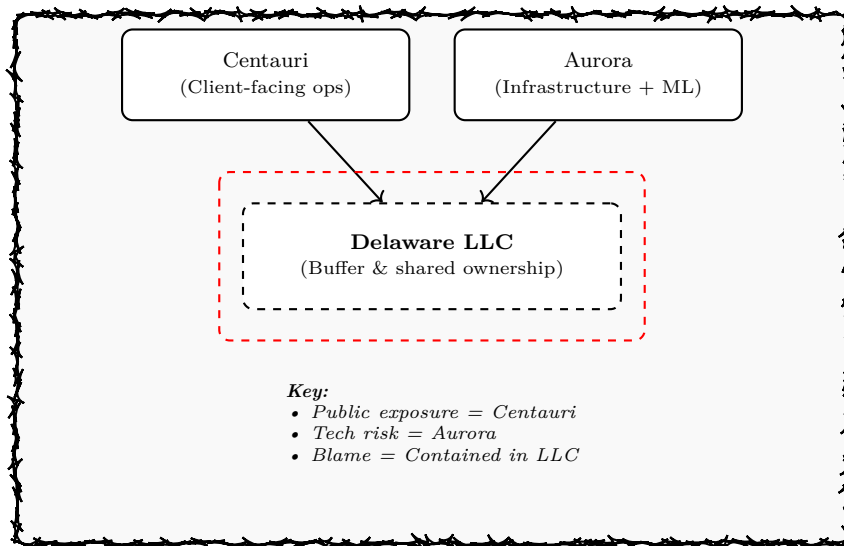 Centauri
(Client-facing ops)
Aurora
(Infrastructure + ML)
Delaware LLC
(Buffer & shared ownership)
Key:
• Public exposure = Centauri
• Tech risk = Aurora
• Blame = Contained in LLC